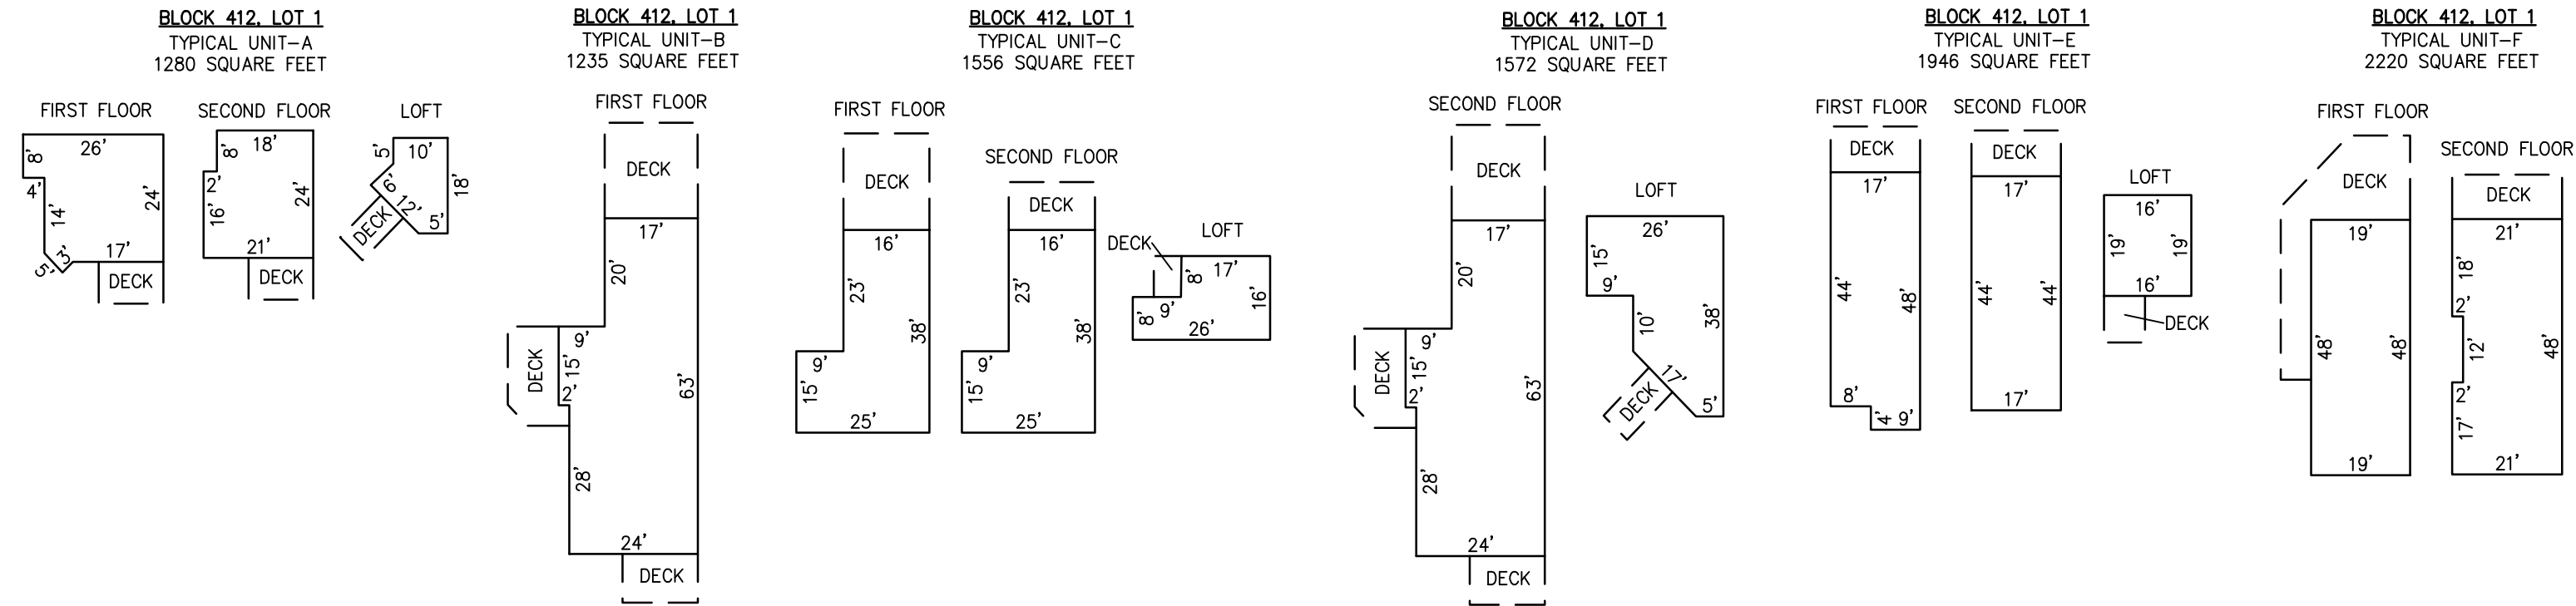 BLOCK 412, LOT 1
TYPICAL UNIT-A
1280 SQUARE FEET
FIRST FLOOR
26'
8'
4'
14'
24'
5'
3'
17'
DECK
SECOND FLOOR
18'
8'
2'
16'
24'
21'
DECK
LOFT
5'
10'
6'
18'
12'
5'
DECK
BLOCK 412, LOT 1
TYPICAL UNIT-B
1235 SQUARE FEET
FIRST FLOOR
DECK
17'
20'
9'
DECK
15'
2'
63'
28'
24'
DECK
BLOCK 412, LOT 1
TYPICAL UNIT-C
1556 SQUARE FEET
FIRST FLOOR
DECK
16'
23'
38'
9'
15'
25'
SECOND FLOOR
DECK
16'
23'
38'
9'
15'
25'
LOFT
DECK
8'
17'
16'
9'
8'
26'
BLOCK 412, LOT 1
TYPICAL UNIT-D
1572 SQUARE FEET
SECOND FLOOR
DECK
17'
20'
9'
DECK
15'
2'
63'
28'
24'
DECK
LOFT
26'
15'
9'
10'
38'
17'
DECK
5'
BLOCK 412, LOT 1
TYPICAL UNIT-E
1946 SQUARE FEET
FIRST FLOOR
DECK
17'
44'
48'
8'
4'
9'
SECOND FLOOR
DECK
17'
44'
44'
17'
LOFT
16'
19'
19'
16'
DECK
BLOCK 412, LOT 1
TYPICAL UNIT-F
2220 SQUARE FEET
FIRST FLOOR
DECK
19'
48'
48'
19'
SECOND FLOOR
DECK
21'
18'
2'
12'
48'
2'
17'
21'